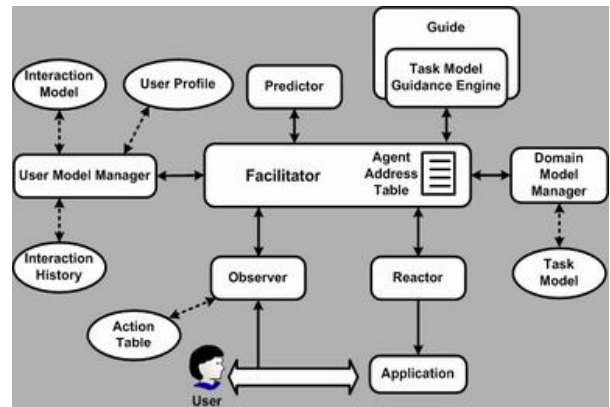 Guide
Task Model
Guidance Engine
Interaction
Model
User Profile
Predictor
User Model Manager
Facilitator
Agent
Address
Table
Domain
Model
Manager
Interaction
History
Observer
Reactor
Task
Model
Action
Table
User
Application